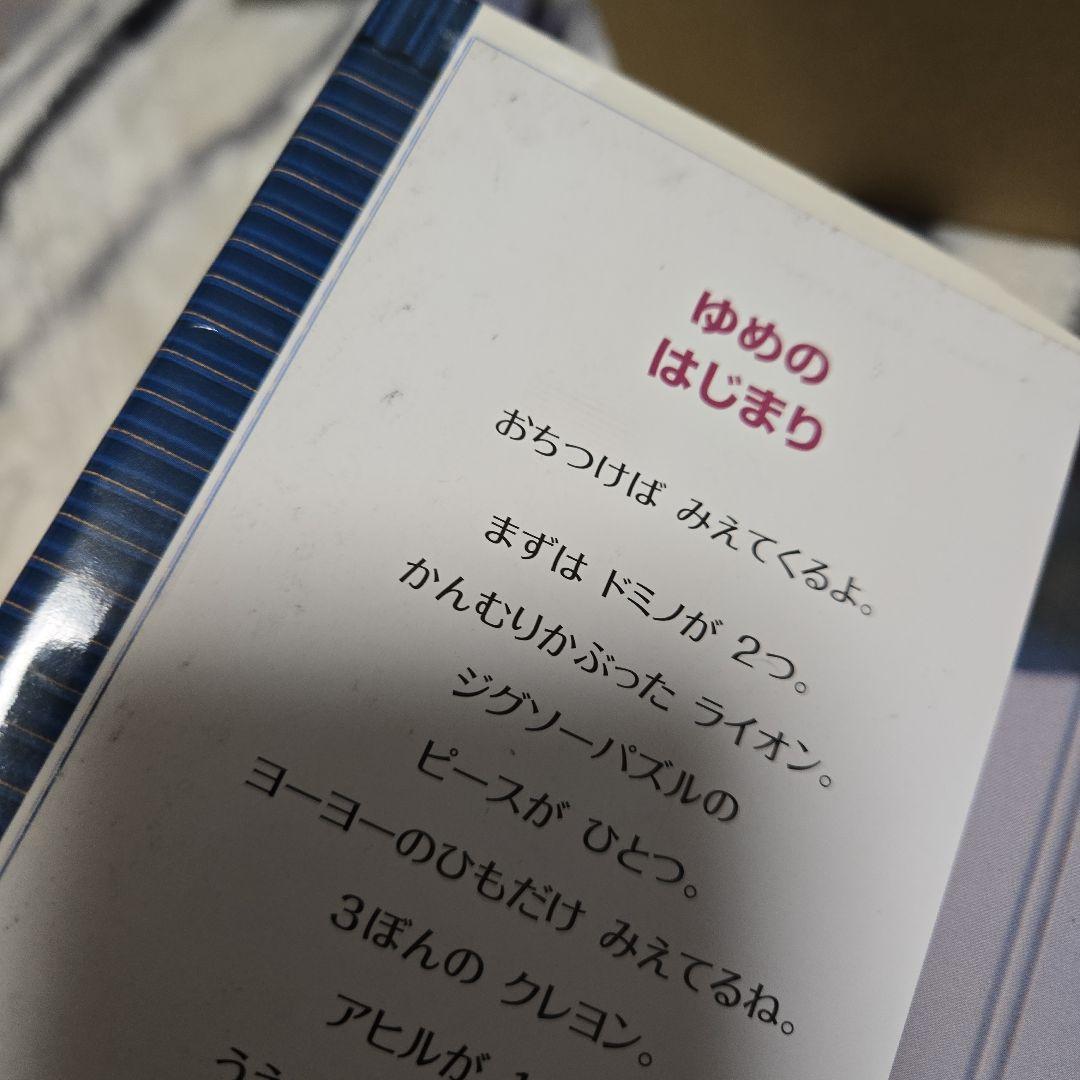 ゆめの
はじまり
おちつけば みえてくるよ。
まずは ドミノが 2つ。
かんむりかぶった ライオン。
ジグソーパズルの
ピースが ひとつ。
ヨーヨーのひもだけ みえてるね。
3ぼんの クレヨン。
アヒルが
うえ